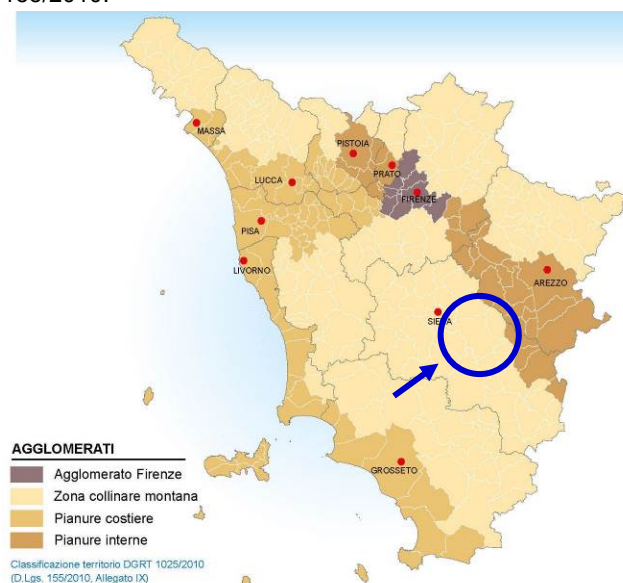 MASSA
PISTOIA
PRATO
LUCCA
FIRENZE
PISA
LIVORNO
AREZZO
SIENA
GROSSETO
AGGLOMERATI
Agglomerato Firenze
Zona collinare montana
Pianure costiere
Pianure interne
Classificazione territorio DGRT 1025/2010
(D.Lgs. 155/2010, Allegato IX)